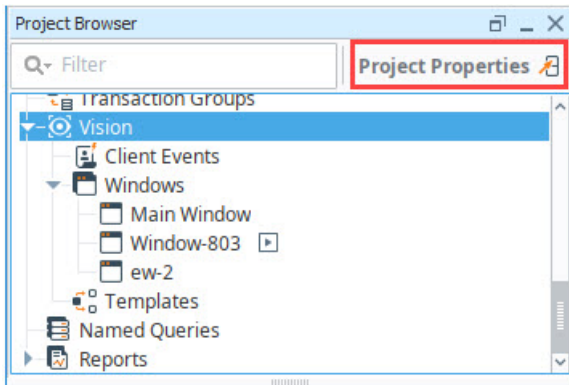 Project Browser
Filter
Project Properties
Transaction Groups
Vision
Client Events
Windows
Main Window
Window-803
ew-2
Templates
Named Queries
Reports